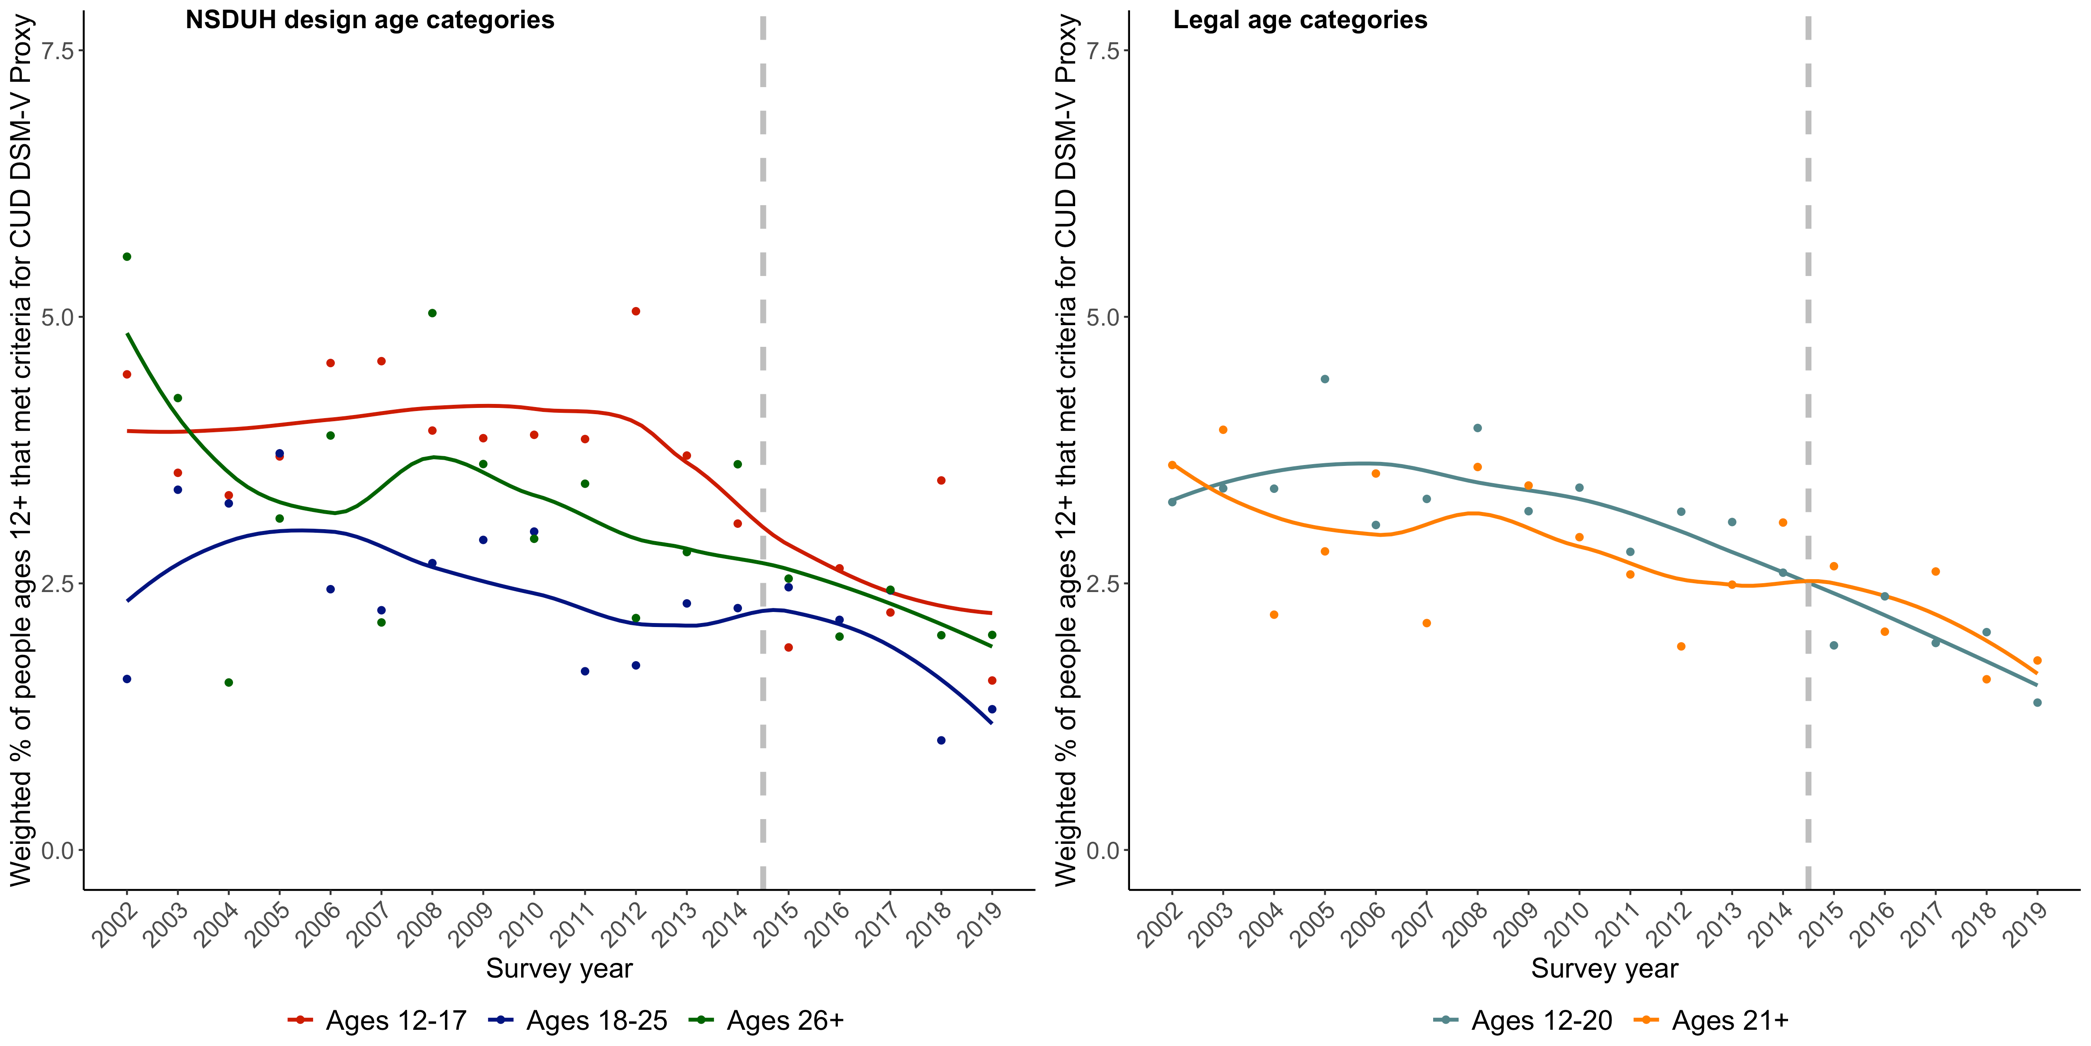 NSDUH design age categories
Weighted % of people ages 12+ that met criteria for CUD DSM-V Proxy
7.5
5.0
2.5
0.0
2002 2003 2004 2005 2006 2007 2008 2009 2010 2011 2012 2013 2014 2015 2016 2017 2018 2019
Survey year
Ages 12-17 Ages 18-25 Ages 26+
Legal age categories
Weighted % of people ages 12+ that met criteria for CUD DSM-V Proxy
7.5
5.0
2.5
0.0
2002 2003 2004 2005 2006 2007 2008 2009 2010 2011 2012 2013 2014 2015 2016 2017 2018 2019
Survey year
Ages 12-20 Ages 21+